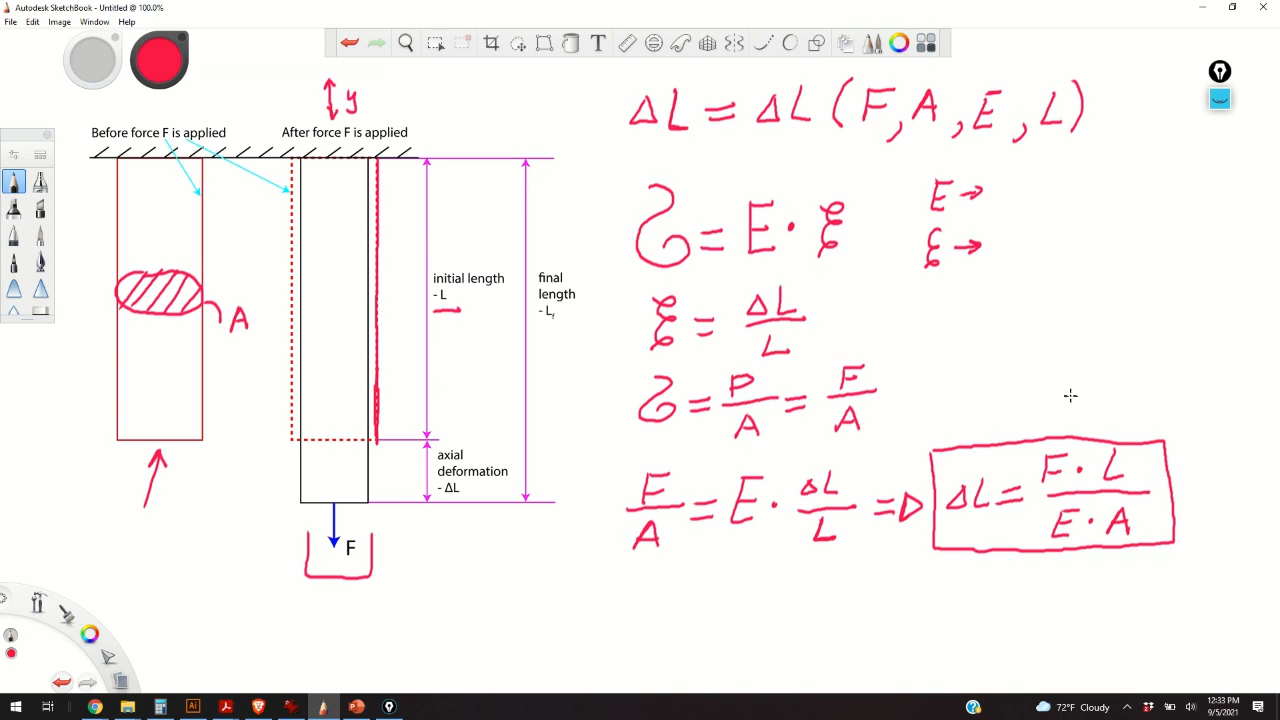 Autodesk SketchBook - Untitled @ 100.0%
File Edit Image Window Help
T
y
Before force F is applied
After force F is applied
initial length
- L
final
length
- Lf
A
axial
deformation
- ΔL
F
ΔL = ΔL (F, A, E, L)
σ = E · ξ
E →
ξ →
ξ = ΔL / L
σ = P / A = F / A
F / A = E · ΔL / L => ΔL = F · L / E · A
Ai
P
72°F Cloudy
12:33 PM
9/5/2021